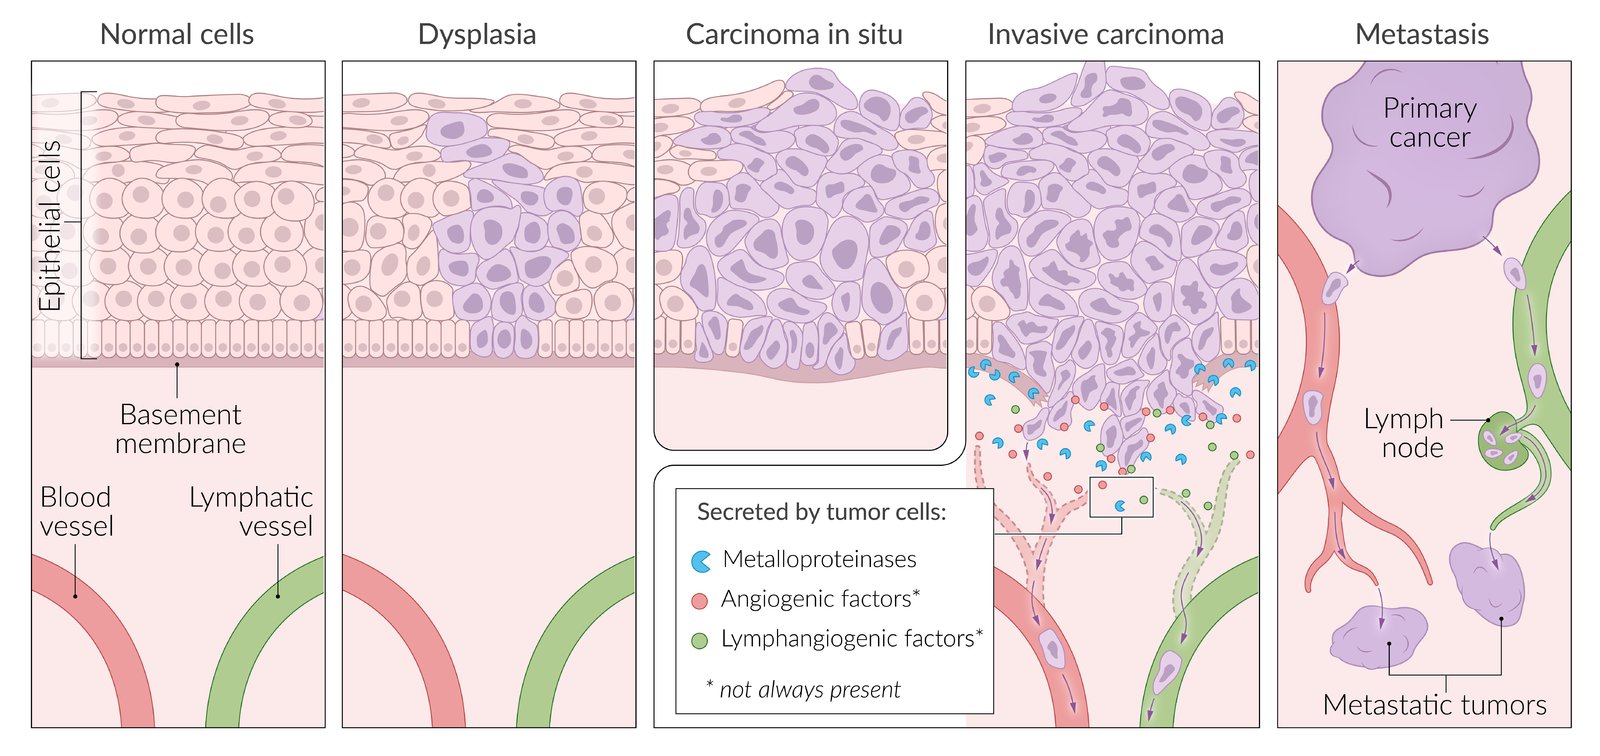 Normal cells
Dysplasia
Carcinoma in situ
Invasive carcinoma
Metastasis
Epithelial cells
Basement
membrane
Blood
vessel
Lymphatic
vessel
Secreted by tumor cells:
Metalloproteinases
Angiogenic factors*
Lymphangiogenic factors*
* not always present
Primary
cancer
Lymph
node
Metastatic tumors